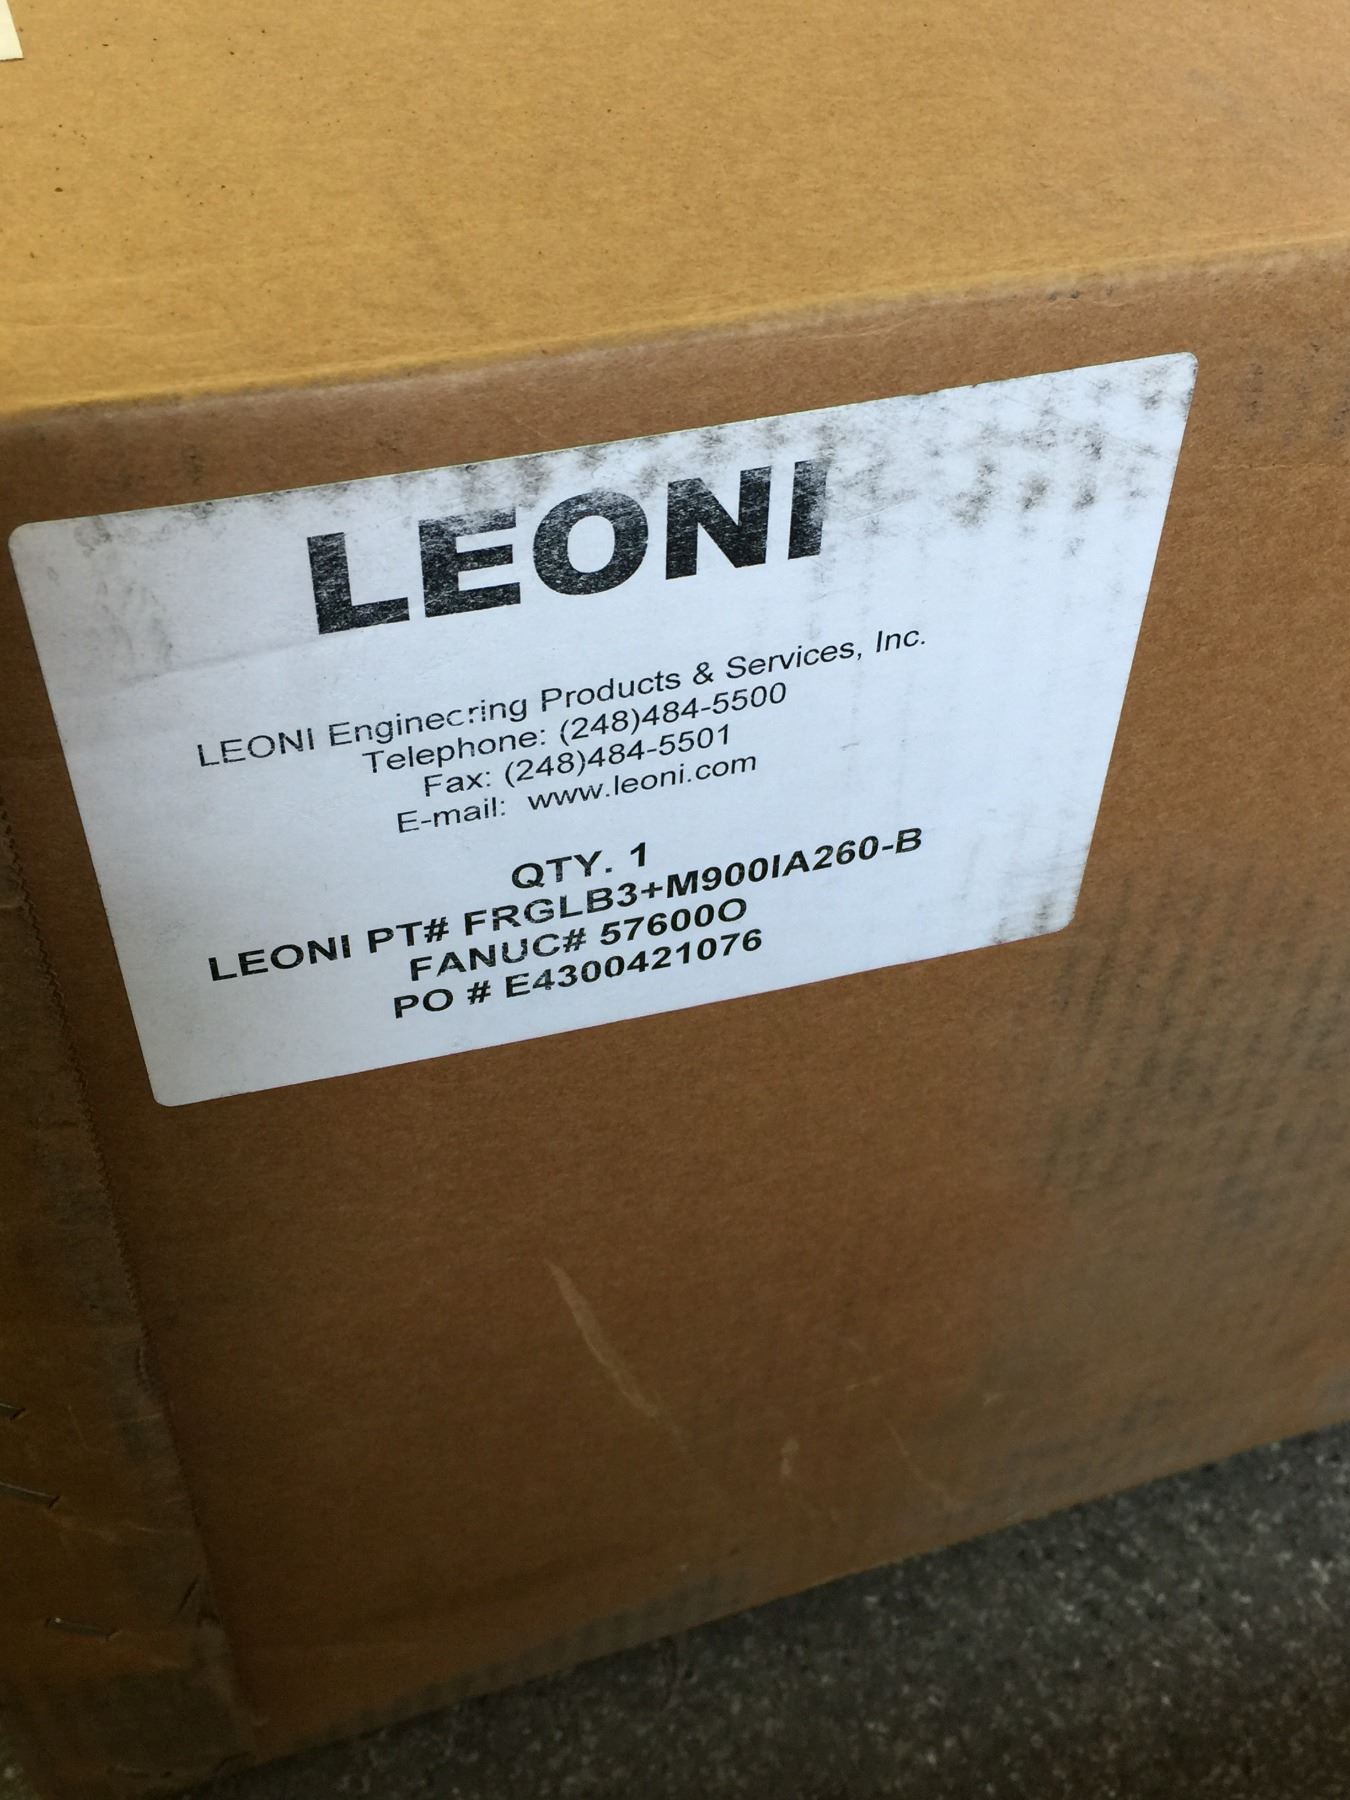 LEONI
LEONI Engineering Products & Services, Inc.
Telephone: (248)484-5500
Fax: (248)484-5501
E-mail: www.leoni.com
QTY. 1
LEONI PT# FRGLB3+M900IA260-B
FANUC# 57600O
PO # E4300421076